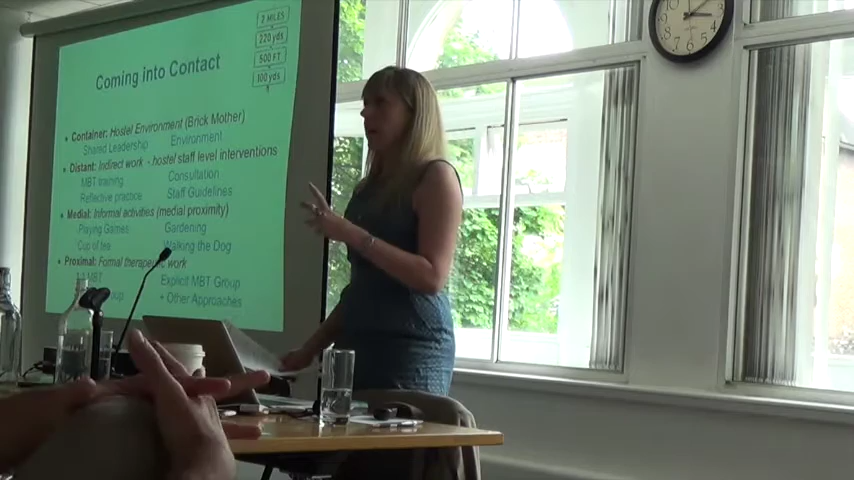 2 MILES
220 yds
500 FT
100 yds
Coming into Contact
• Container: Hostel Environment (Brick Mother)
Shared Leadership Environment
• Distant: Indirect work - hostel staff level interventions
MBT training Consultation
Reflective practice Staff Guidelines
• Medial: Informal activities (medial proximity)
Playing Games Gardening
Cup of tea Walking the Dog
• Proximal: Formal therapeutic work
MBT Explicit MBT Group
+ Other Approaches